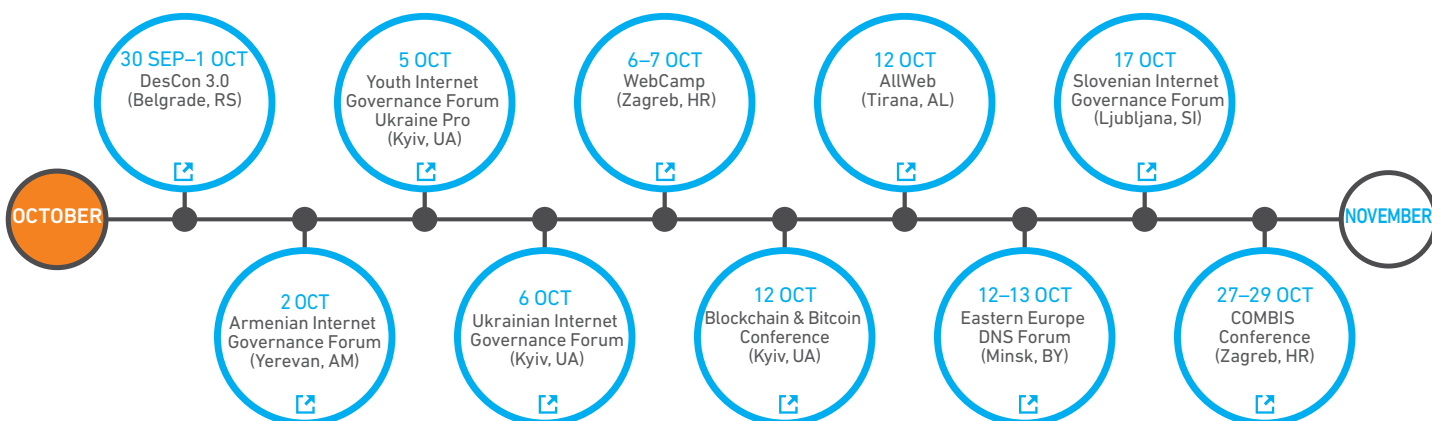 OCTOBER
30 SEP–1 OCT
DesCon 3.0
(Belgrade, RS)
2 OCT
Armenian Internet
Governance Forum
(Yerevan, AM)
5 OCT
Youth Internet
Governance Forum
Ukraine Pro
(Kyiv, UA)
6 OCT
Ukrainian Internet
Governance Forum
(Kyiv, UA)
6–7 OCT
WebCamp
(Zagreb, HR)
12 OCT
Blockchain & Bitcoin
Conference
(Kyiv, UA)
12 OCT
AllWeb
(Tirana, AL)
12–13 OCT
Eastern Europe
DNS Forum
(Minsk, BY)
17 OCT
Slovenian Internet
Governance Forum
(Ljubljana, SI)
27–29 OCT
COMBIS
Conference
(Zagreb, HR)
NOVEMBER